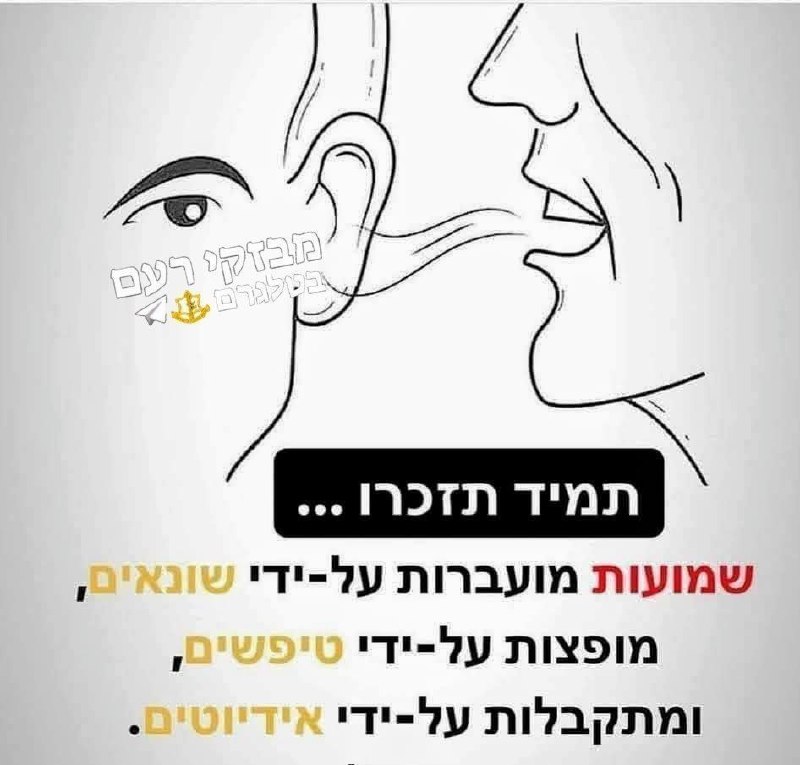 מבזקי רעם
בטלגרם
תמיד תזכרו ...
שמועות מועברות על-ידי שונאים,
מופצות על-ידי טיפשים,
ומתקבלות על-ידי אידיוטים.